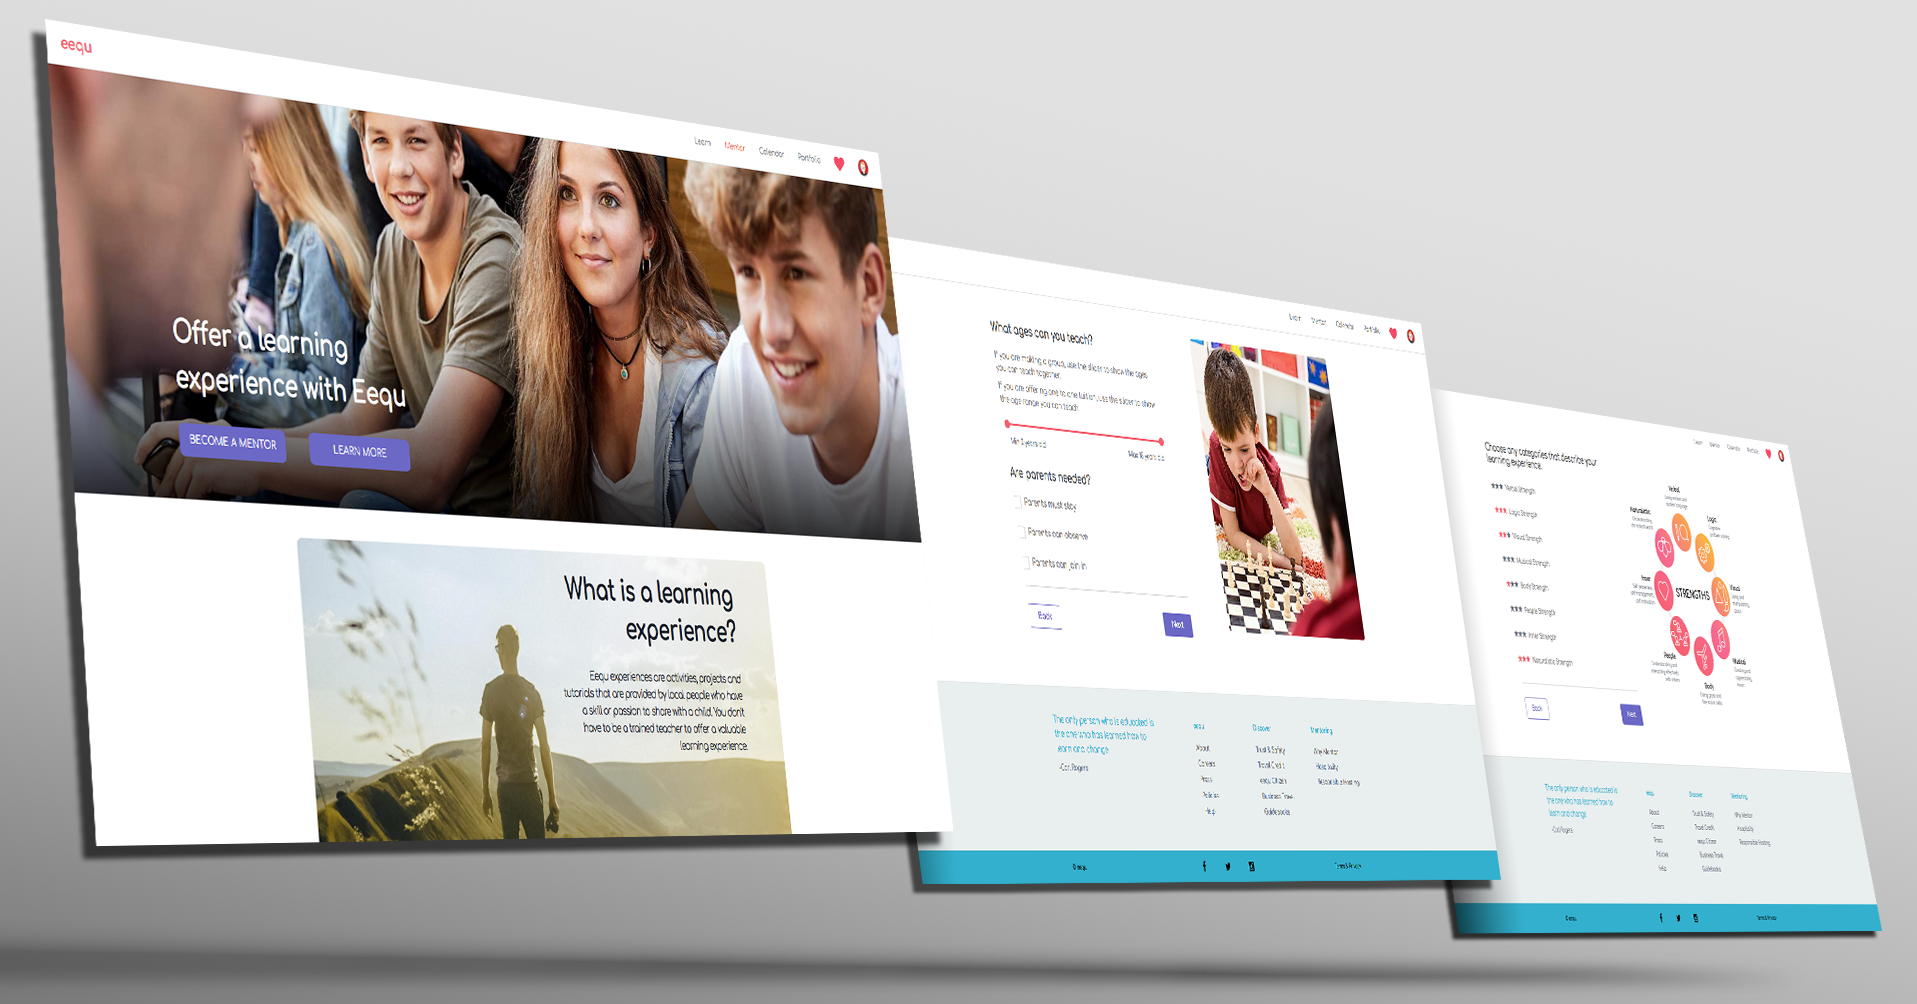 eequ
Learn
Mentor
Calendar
Portfolio
Offer a learning
experience with Eequ
BECOME A MENTOR
LEARN MORE
What is a learning
experience?
Eequ experiences are activities, projects and
tutorials that are provided by local people who have
a skill or passion to share with a child. You don't
have to be a trained teacher to offer a valuable
learning experience.
Learn
Mentor
Calendar
Portfolio
What ages can you teach?
If you are making a group, use the slider to show the ages
you can teach together.
If you are offering one to one tuition, use the slider to show
the age range you can teach.
Are parents needed?
Parents must stay
Parents can observe
Parents can join in
Back
Next
The only person who is educated is
the one who has learned how to
learn and change
-Carl Rogers
eequ
About
Careers
Press
Policies
Help
Discover
Trust & Safety
Travel Credit
eequ Citizen
Business Travel
Guidebooks
Mentoring
Why Mentor
Hospitality
Responsible Hosting
© eequ
Terms & Privacy
Learn
Mentor
Calendar
Portfolio
Choose any categories that describe your
learning experience.
Verbal Strength
Logic Strength
Visual Strength
Musical Strength
Body Strength
People Strength
Inner Strength
Naturalistic Strength
Back
Next
STRENGTHS
Verbal
Logic
Visual
Musical
Body
People
Inner
Naturalistic
The only person who is educated is
the one who has learned how to
learn and change
-Carl Rogers
eequ
About
Careers
Press
Policies
Help
Discover
Trust & Safety
Travel Credit
eequ Citizen
Business Travel
Guidebooks
Mentoring
Why Mentor
Hospitality
Responsible Hosting
© eequ
Terms & Privacy